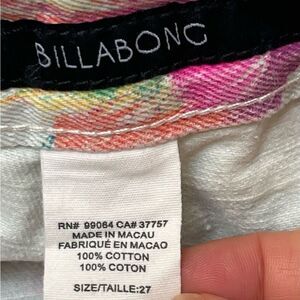 BILLABONG
RN# 99064 CA# 37757
MADE IN MACAU
FABRIQUÉ EN MACAO
100% COTTON
100% COTON
SIZE/TAILLE:27